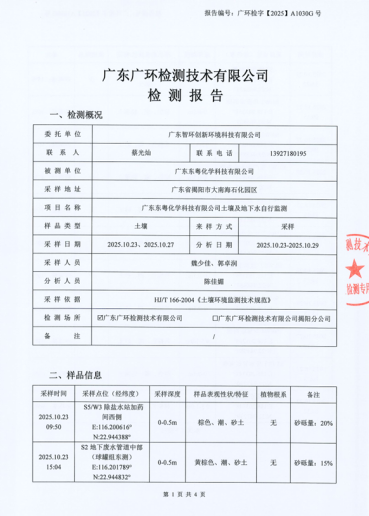 报告编号：广环检字【2025】A1030G号
广东广环检测技术有限公司
检 测 报 告
一、检测概况
委 托 单 位 广东智环创新环境科技有限公司
联 系 人 蔡光灿 联 系 电 话 13927180195
被 测 单 位 广东东粤化学科技有限公司
采 样 地 址 广东省揭阳市大南海石化园区
项 目 名 称 广东东粤化学科技有限公司土壤及地下水自行监测
样 品 类 型 土壤 来 样 方 式 采样
采 样 日 期 2025.10.23、2025.10.27 分 析 日 期 2025.10.23-2025.10.29
采 样 人 员 魏少佳、郭卓润
分 析 人 员 陈佳媚
采 样 依 据 HJ/T 166-2004《土壤环境监测技术规范》
检 测 场 所 ☑广东广环检测技术有限公司 □广东广环检测技术有限公司揭阳分公司
备 注 /
二、样品信息
采样时间 采样点位（经纬度） 采样深度 样品表观性状/特征 植物根系 备注
2025.10.23
09:50
S5/W3 除盐水站加药
间西侧
E:116.200616°
N:22.944388°
0-0.5m 棕色、潮、砂土 无 砂砾量：20%
2025.10.23
15:04
S2 地下废水管道中部
（球罐组东测）
E:116.201789°
N:22.944832°
0-0.5m 黄棕色、潮、砂土 无 砂砾量：15%
第 1 页 共 4 页